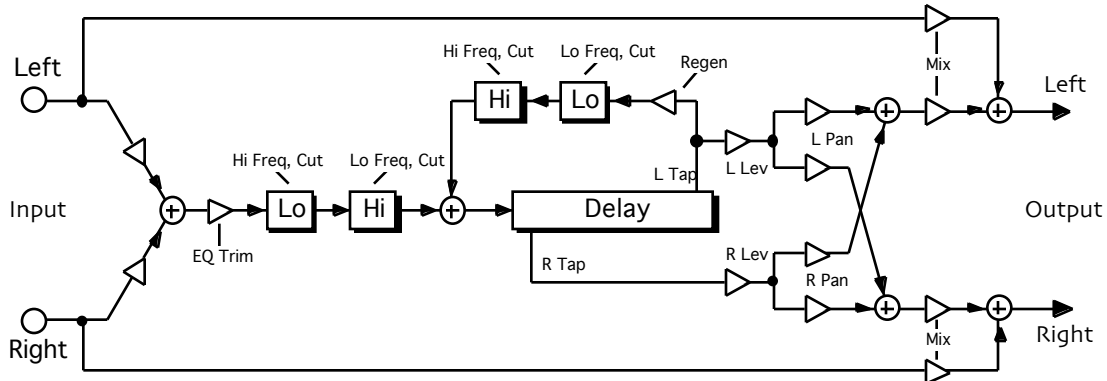 Hi Freq, Cut
Lo Freq, Cut
Regen
Mix
Left
Left
Hi
Lo
L Pan
Hi Freq, Cut
Lo Freq, Cut
L Tap
L Lev
Input
Lo
Hi
Delay
Output
EQ Trim
R Tap
R Lev
R Pan
Right
Mix
Right